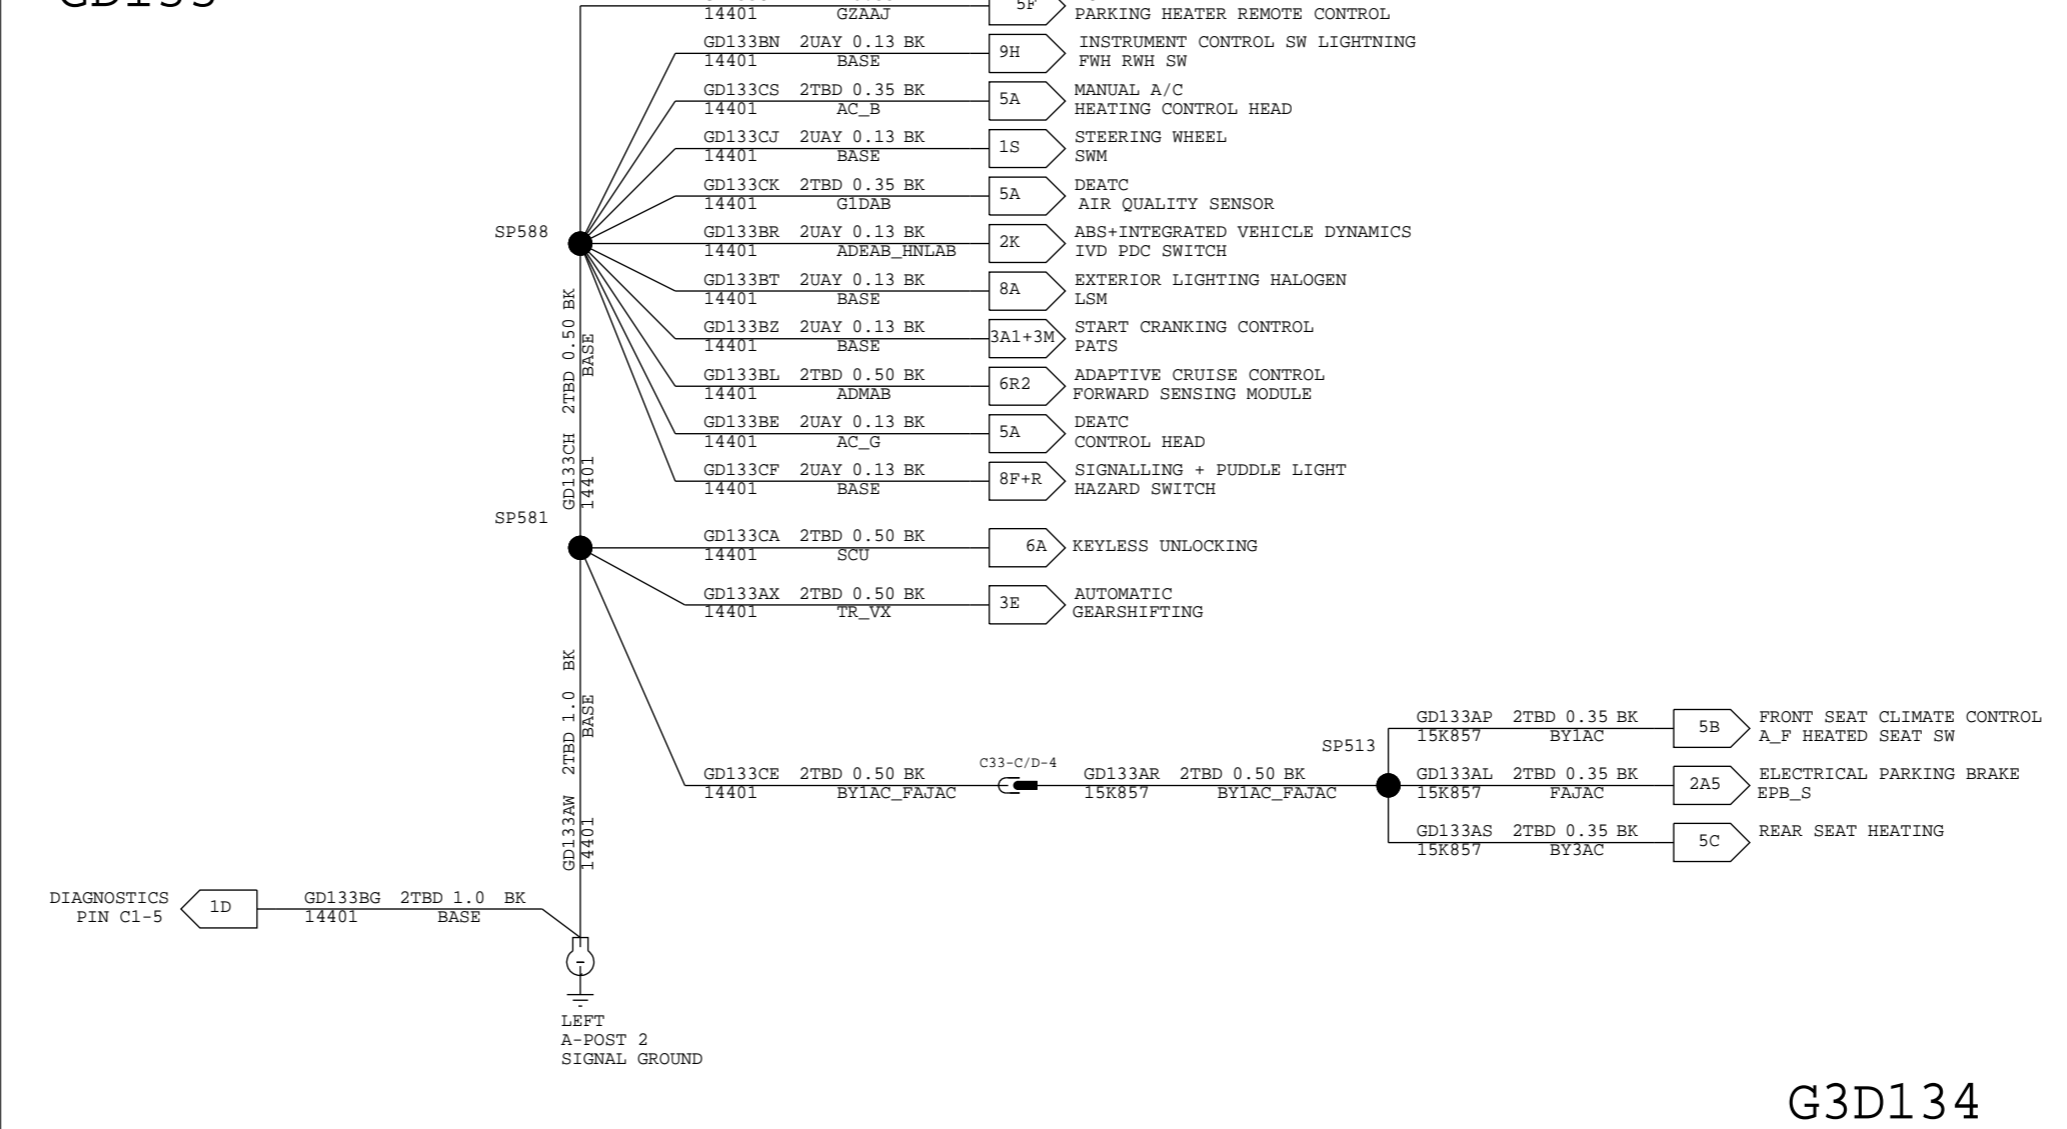 14401 GZAAJ 5F PARKING HEATER REMOTE CONTROL
GD133BN 2UAY 0.13 BK 9H INSTRUMENT CONTROL SW LIGHTNING
14401 BASE FWH RWH SW
GD133CS 2TBD 0.35 BK 5A MANUAL A/C
14401 AC_B HEATING CONTROL HEAD
GD133CJ 2UAY 0.13 BK 1S STEERING WHEEL
14401 BASE SWM
GD133CK 2TBD 0.35 BK 5A DEATC
14401 G1DAB AIR QUALITY SENSOR
SP588
GD133BR 2UAY 0.13 BK 2K ABS+INTEGRATED VEHICLE DYNAMICS
14401 ADEAB_HNLAB IVD PDC SWITCH
GD133BT 2UAY 0.13 BK 8A EXTERIOR LIGHTING HALOGEN
14401 BASE LSM
GD133BZ 2UAY 0.13 BK 3A1+3M START CRANKING CONTROL
14401 BASE PATS
GD133BL 2TBD 0.50 BK 6R2 ADAPTIVE CRUISE CONTROL
14401 ADMAB FORWARD SENSING MODULE
GD133BE 2UAY 0.13 BK 5A DEATC
14401 AC_G CONTROL HEAD
GD133CF 2UAY 0.13 BK 8F+R SIGNALLING + PUDDLE LIGHT
14401 BASE HAZARD SWITCH
GD133CH 2TBD 0.50 BK
14401 BASE
SP581
GD133CA 2TBD 0.50 BK 6A KEYLESS UNLOCKING
14401 SCU
GD133AX 2TBD 0.50 BK 3E AUTOMATIC
14401 TR_VX GEARSHIFTING
GD133AW 2TBD 1.0 BK
14401 BASE
GD133CE 2TBD 0.50 BK
14401 BY1AC_FAJAC
C33-C/D-4
GD133AR 2TBD 0.50 BK
15K857 BY1AC_FAJAC
SP513
GD133AP 2TBD 0.35 BK 5B FRONT SEAT CLIMATE CONTROL
15K857 BY1AC A_F HEATED SEAT SW
GD133AL 2TBD 0.35 BK 2A5 ELECTRICAL PARKING BRAKE
15K857 FAJAC EPB_S
GD133AS 2TBD 0.35 BK 5C REAR SEAT HEATING
15K857 BY3AC
DIAGNOSTICS 1D GD133BG 2TBD 1.0 BK
PIN C1-5 14401 BASE
LEFT
A-POST 2
SIGNAL GROUND
G3D134